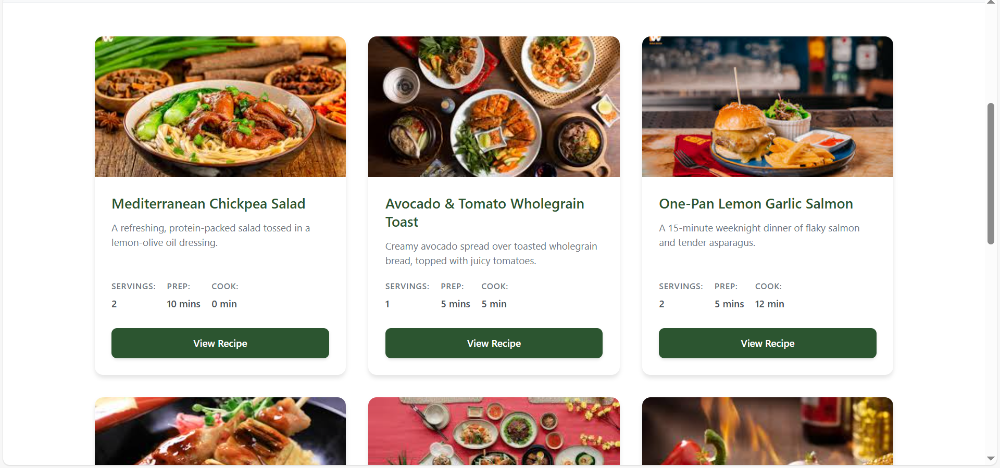 Mediterranean Chickpea Salad
A refreshing, protein-packed salad tossed in a
lemon-olive oil dressing.
SERVINGS: PREP: COOK:
2 10 mins 0 min
View Recipe
Avocado & Tomato Wholegrain
Toast
Creamy avocado spread over toasted wholegrain
bread, topped with juicy tomatoes.
SERVINGS: PREP: COOK:
1 5 mins 5 min
View Recipe
One-Pan Lemon Garlic Salmon
A 15-minute weeknight dinner of flaky salmon
and tender asparagus.
SERVINGS: PREP: COOK:
2 5 mins 12 min
View Recipe